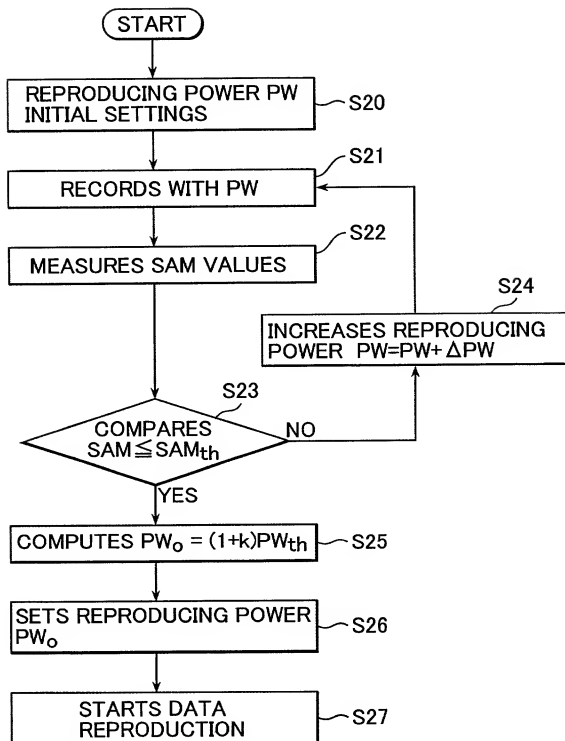 START
REPRODUCING POWER PW
INITIAL SETTINGS
S20
S21
RECORDS WITH PW
S22
MEASURES SAM VALUES
S24
INCREASES REPRODUCING
POWER PW=PW+ΔPW
S23
COMPARES
SAM≦SAMth
NO
YES
COMPUTES PWo = (1+k)PWth
S25
SETS REPRODUCING POWER
PWo
S26
STARTS DATA
REPRODUCTION
S27